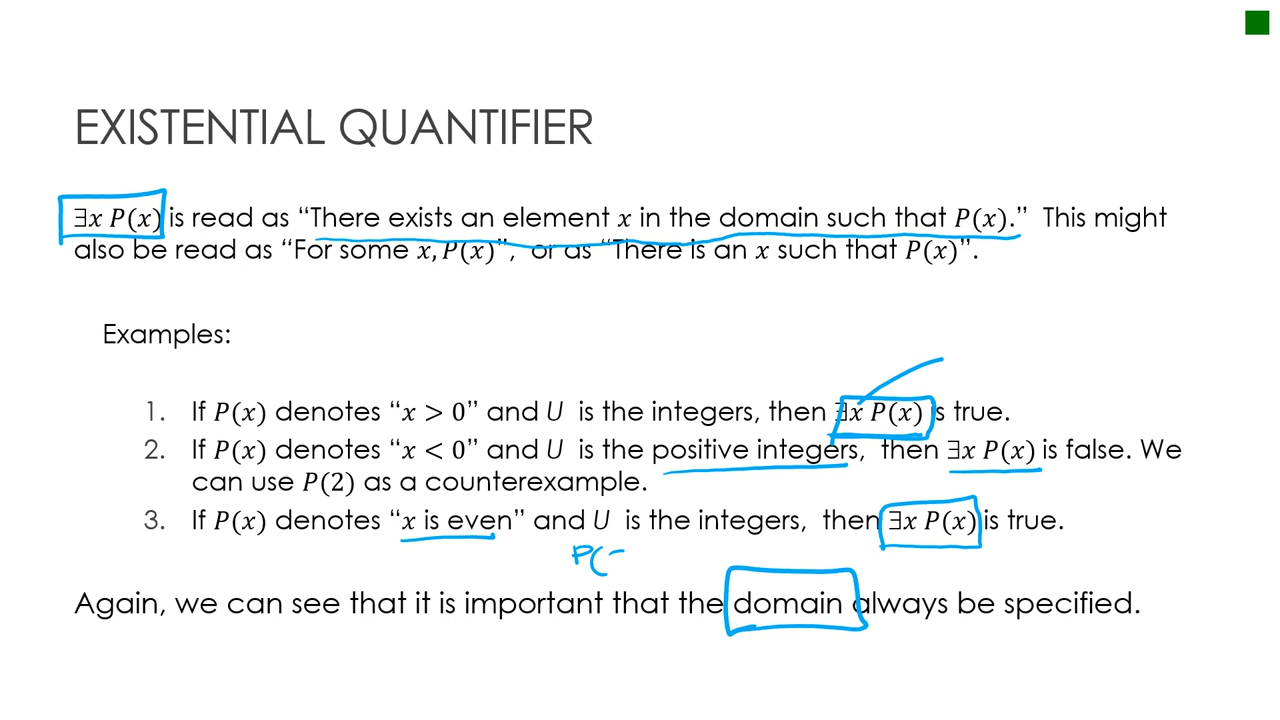 EXISTENTIAL QUANTIFIER
∃x P(x) is read as “There exists an element x in the domain such that P(x).” This might
also be read as “For some x, P(x)”, or as “There is an x such that P(x)”.
Examples:
1. If P(x) denotes “x > 0” and U is the integers, then ∃x P(x) is true.
2. If P(x) denotes “x < 0” and U is the positive integers, then ∃x P(x) is false. We
can use P(2) as a counterexample.
3. If P(x) denotes “x is even” and U is the integers, then ∃x P(x) is true.
P(-
Again, we can see that it is important that the domain always be specified.